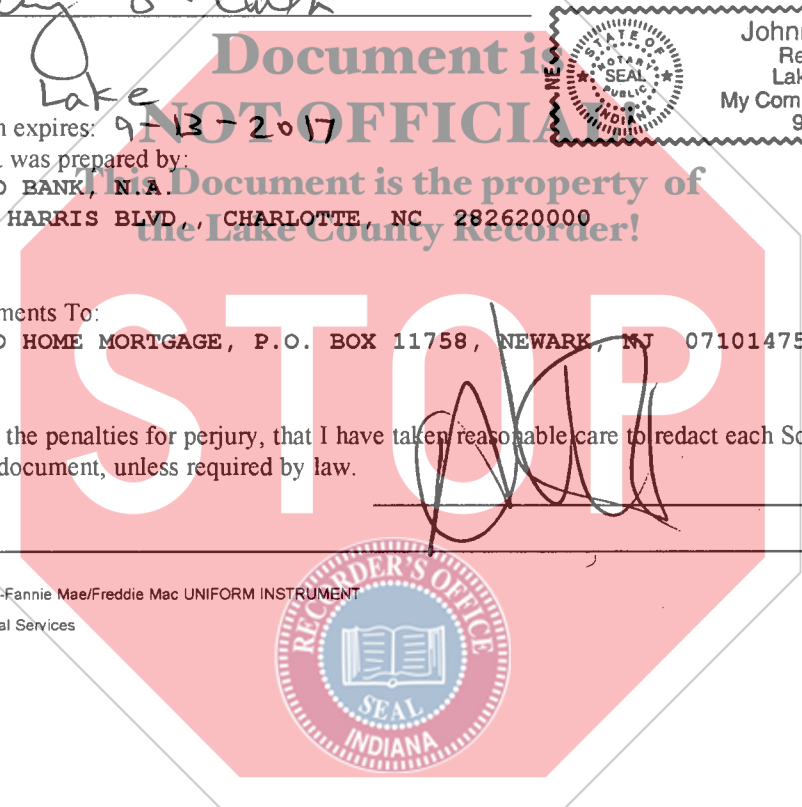 Lake
n expires: 9-13-2017
was prepared by:
O BANK, N.A.
HARRIS BLVD,, CHARLOTTE, NC 282620000
ments To:
O HOME MORTGAGE, P.O. BOX 11758, NEWARK, NJ 07101475
the penalties for perjury, that I have taken reasonable care to redact each So
document, unless required by law.
-Fannie Mae/Freddie Mac UNIFORM INSTRUMENT
al Services
STATE OF
NOTARY
SEAL
PUBLIC
INDIANA
NE
John
Re
Lak
My Com
9
Document is
NOT OFFICIAL
This Document is the property of
the Lake County Recorder!
STOP
RECORDER'S OFFICE
SEAL
INDIANA